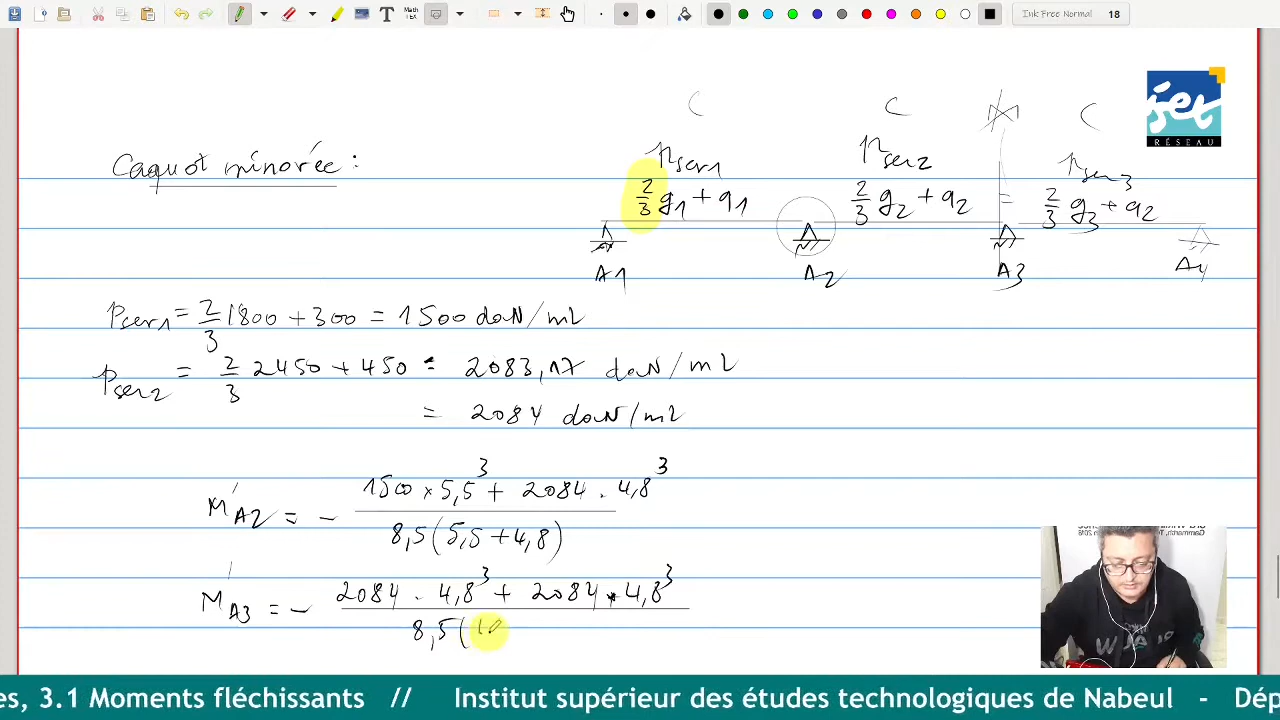 Ink Free Normal 18
jset
RÉSEAU
C C C
Caquot minorée :
Pser1 Pser2 Pser3
2/3 g1 + q1 2/3 g2 + q2 = 2/3 g3 + q2
A1 A2 A3 A4
Pser1 = 2/3 1800 + 300 = 1500 daN/ml
Pser2 = 2/3 2450 + 450 = 2083,17 daN/ml
= 2084 daN/ml
M'A2 = - (1500 × 5,5³ + 2084 . 4,8³) / 8,5(5,5 + 4,8)
M'A3 = - (2084 . 4,8³ + 2084 * 4,8³) / 8,5(10
es, 3.1 Moments fléchissants // Institut supérieur des études technologiques de Nabeul - Dép